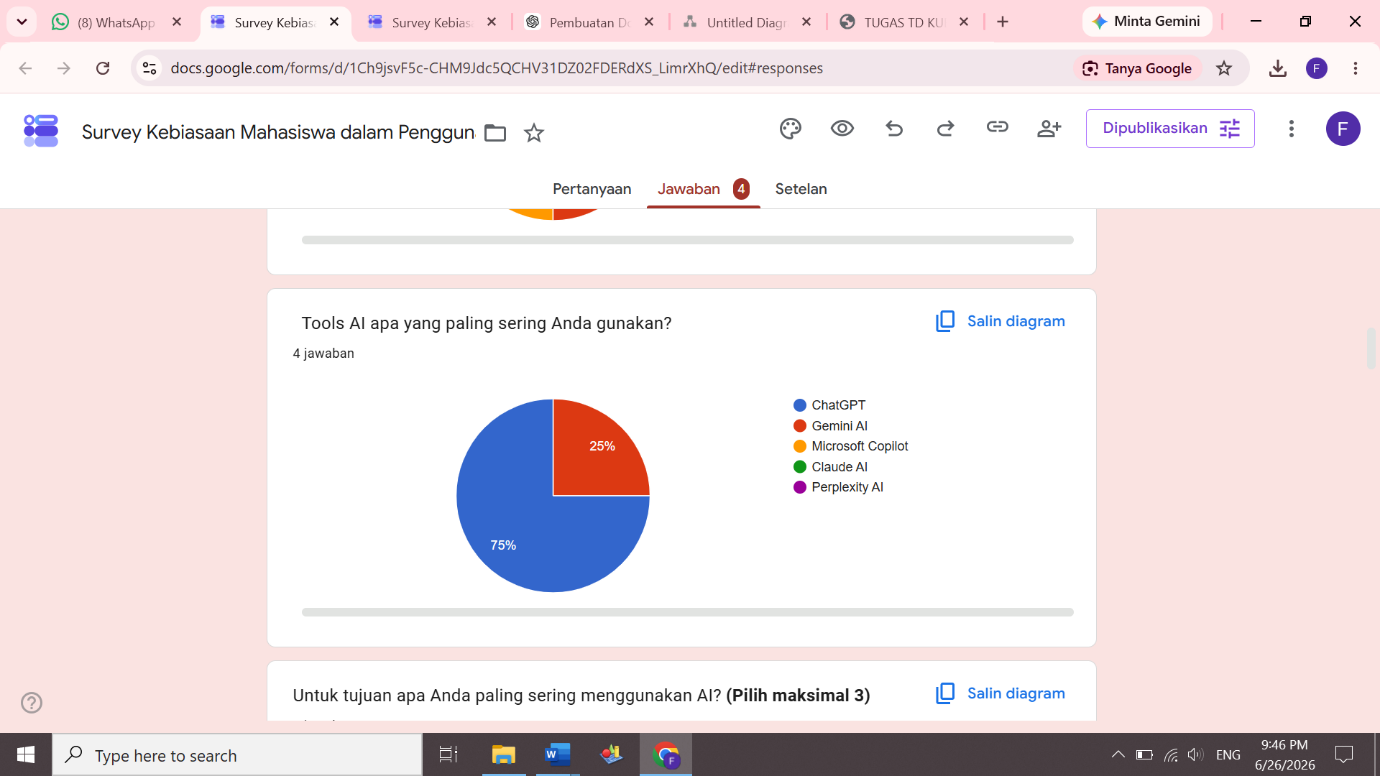 (8) WhatsApp
Survey Kebias
Survey Kebias
Pembuatan Do
Untitled Diagr
TUGAS TD KU
Minta Gemini
docs.google.com/forms/d/1Ch9jsvF5c-CHM9Jdc5QCHV31DZ02FDERdXS_LimrXhQ/edit#responses
Tanya Google
F
Survey Kebiasaan Mahasiswa dalam Penggun
Dipublikasikan
F
Pertanyaan
Jawaban 4
Setelan
Tools AI apa yang paling sering Anda gunakan?
Salin diagram
4 jawaban
ChatGPT
Gemini AI
Microsoft Copilot
Claude AI
Perplexity AI
25%
75%
Untuk tujuan apa Anda paling sering menggunakan AI? (Pilih maksimal 3)
Salin diagram
Type here to search
W
F
ENG
9:46 PM
6/26/2026